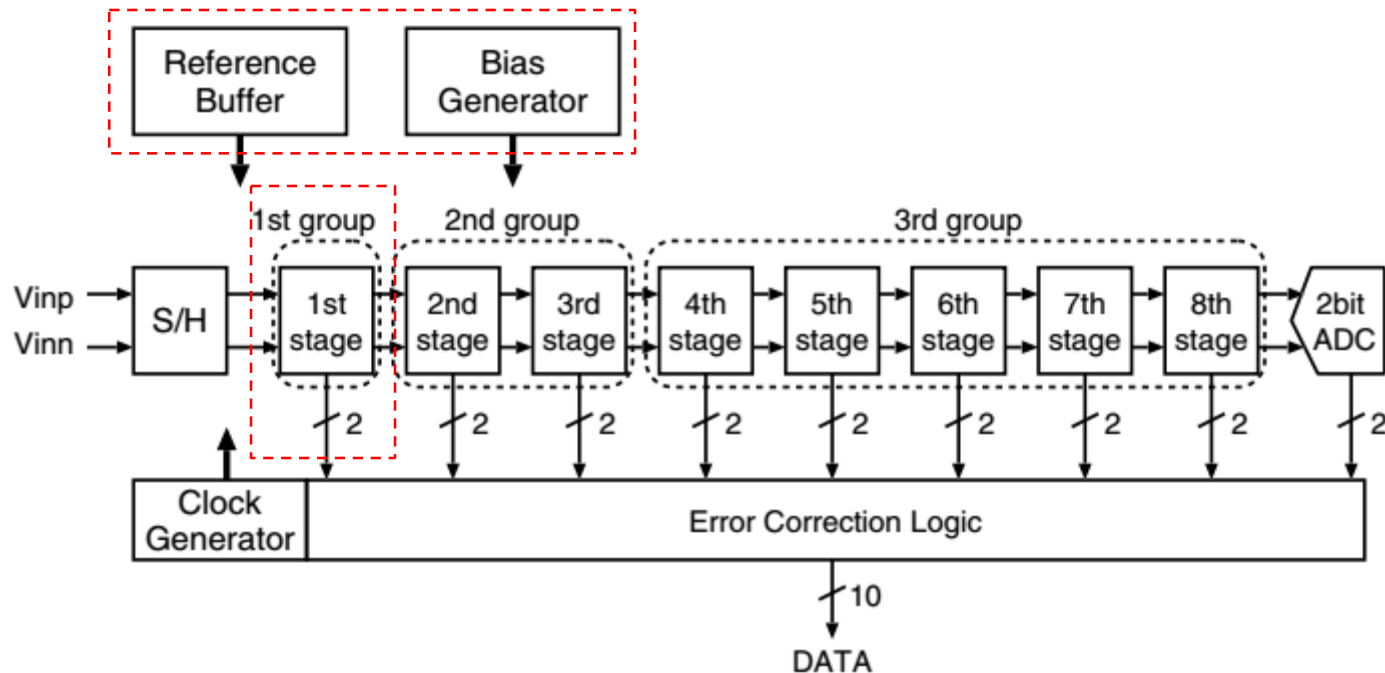 Reference
Buffer
Bias
Generator
1st group
2nd group
3rd group
Vinp
Vinn
S/H
1st
stage
2nd
stage
3rd
stage
4th
stage
5th
stage
6th
stage
7th
stage
8th
stage
2bit
ADC
2
2
2
2
2
2
2
2
2
Clock
Generator
Error Correction Logic
10
DATA